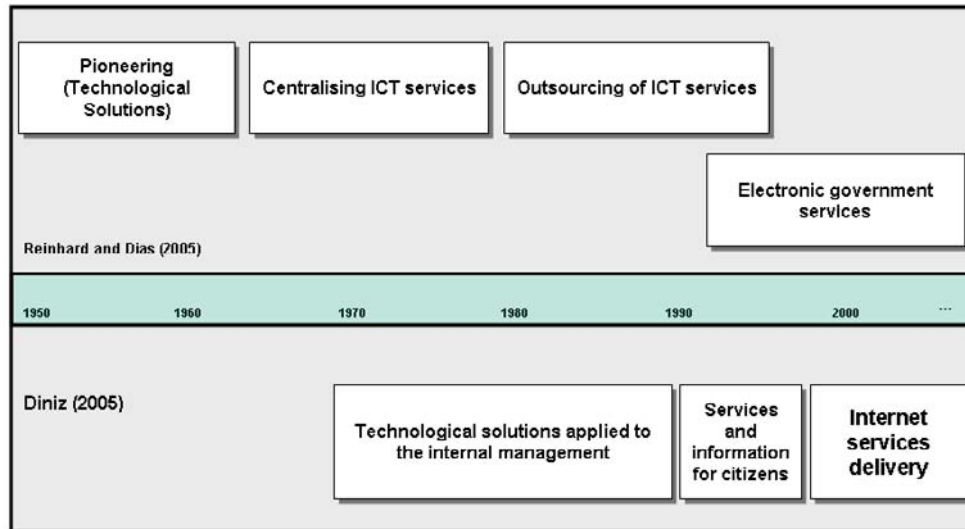 Pioneering
(Technological
Solutions)
Centralising ICT services
Outsourcing of ICT services
Electronic government
services
Reinhard and Dias (2005)
1950 1960 1970 1980 1990 2000 ...
Diniz (2005)
Technological solutions applied to
the internal management
Services
and
information
for citizens
Internet
services
delivery